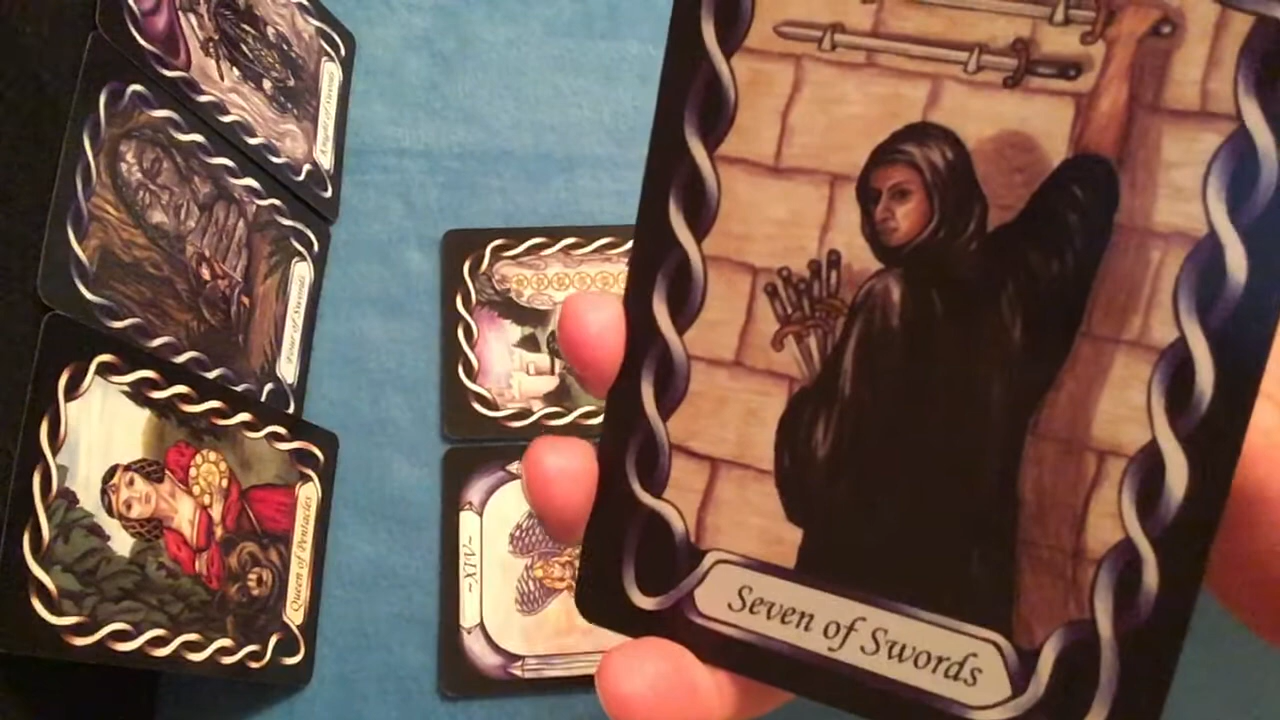 Knight of Swords
Four of Swords
Queen of Pentacles
~XIV~
Seven of Swords